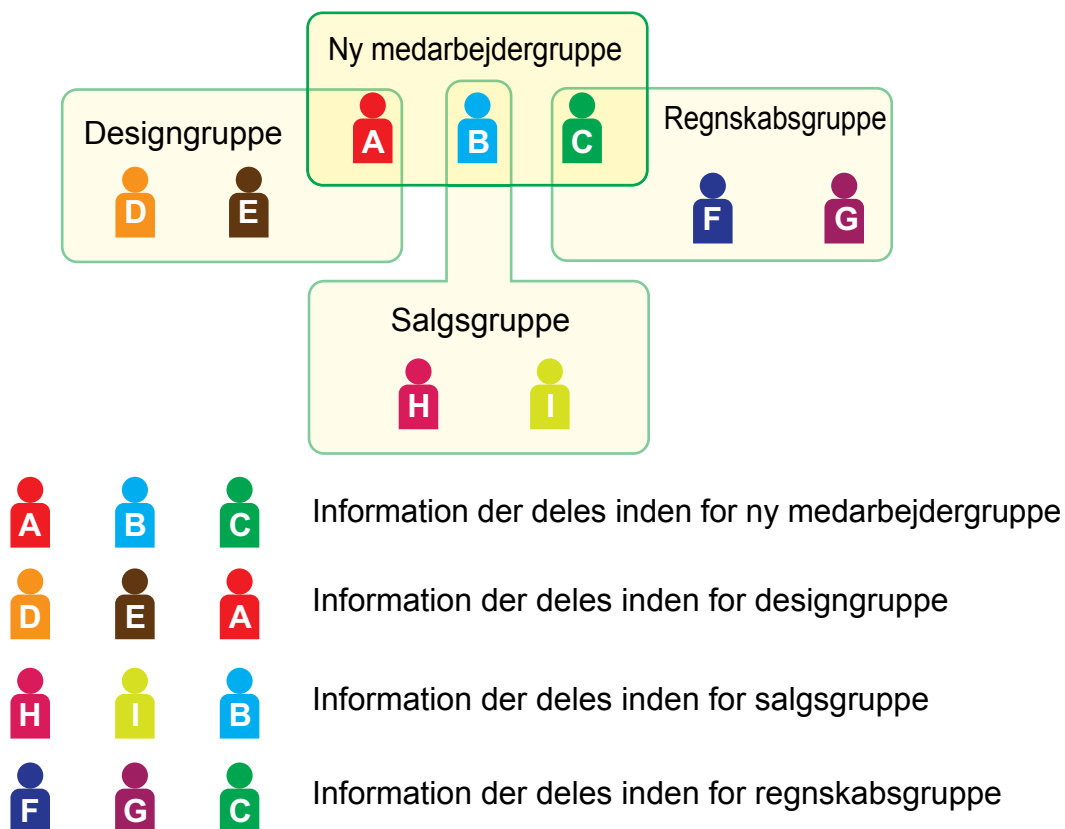 Ny medarbejdergruppe
Designgruppe
A
B
C
Regnskabsgruppe
D
E
F
G
Salgsgruppe
H
I
A B C Information der deles inden for ny medarbejdergruppe
D E A Information der deles inden for designgruppe
H I B Information der deles inden for salgsgruppe
F G C Information der deles inden for regnskabsgruppe